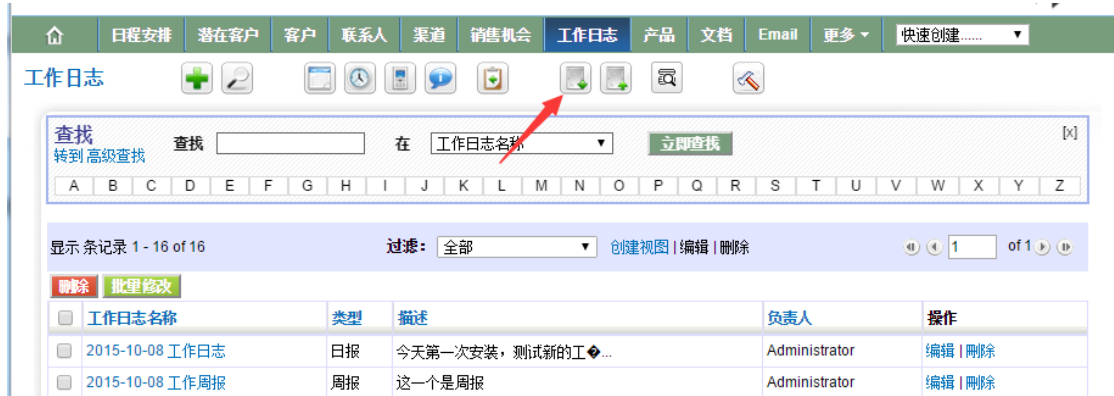 日程安排 潜在客户 客户 联系人 渠道 销售机会 工作日志 产品 文档 Email 更多 快速创建......
工作日志
查找 查找 在 工作日志名称 立即查找 [X]
转到 高级查找
A B C D E F G H I J K L M N O P Q R S T U V W X Y Z
显示 条记录 1 - 16 of 16 过滤： 全部 创建视图 | 编辑 | 删除 1 of 1
删除 批里修改
工作日志名称 类型 描述 负责人 操作
2015-10-08 工作日志 日报 今天第一次安装，测试新的工�... Administrator 编辑 | 删除
2015-10-08 工作周报 周报 这一个是周报 Administrator 编辑 | 删除